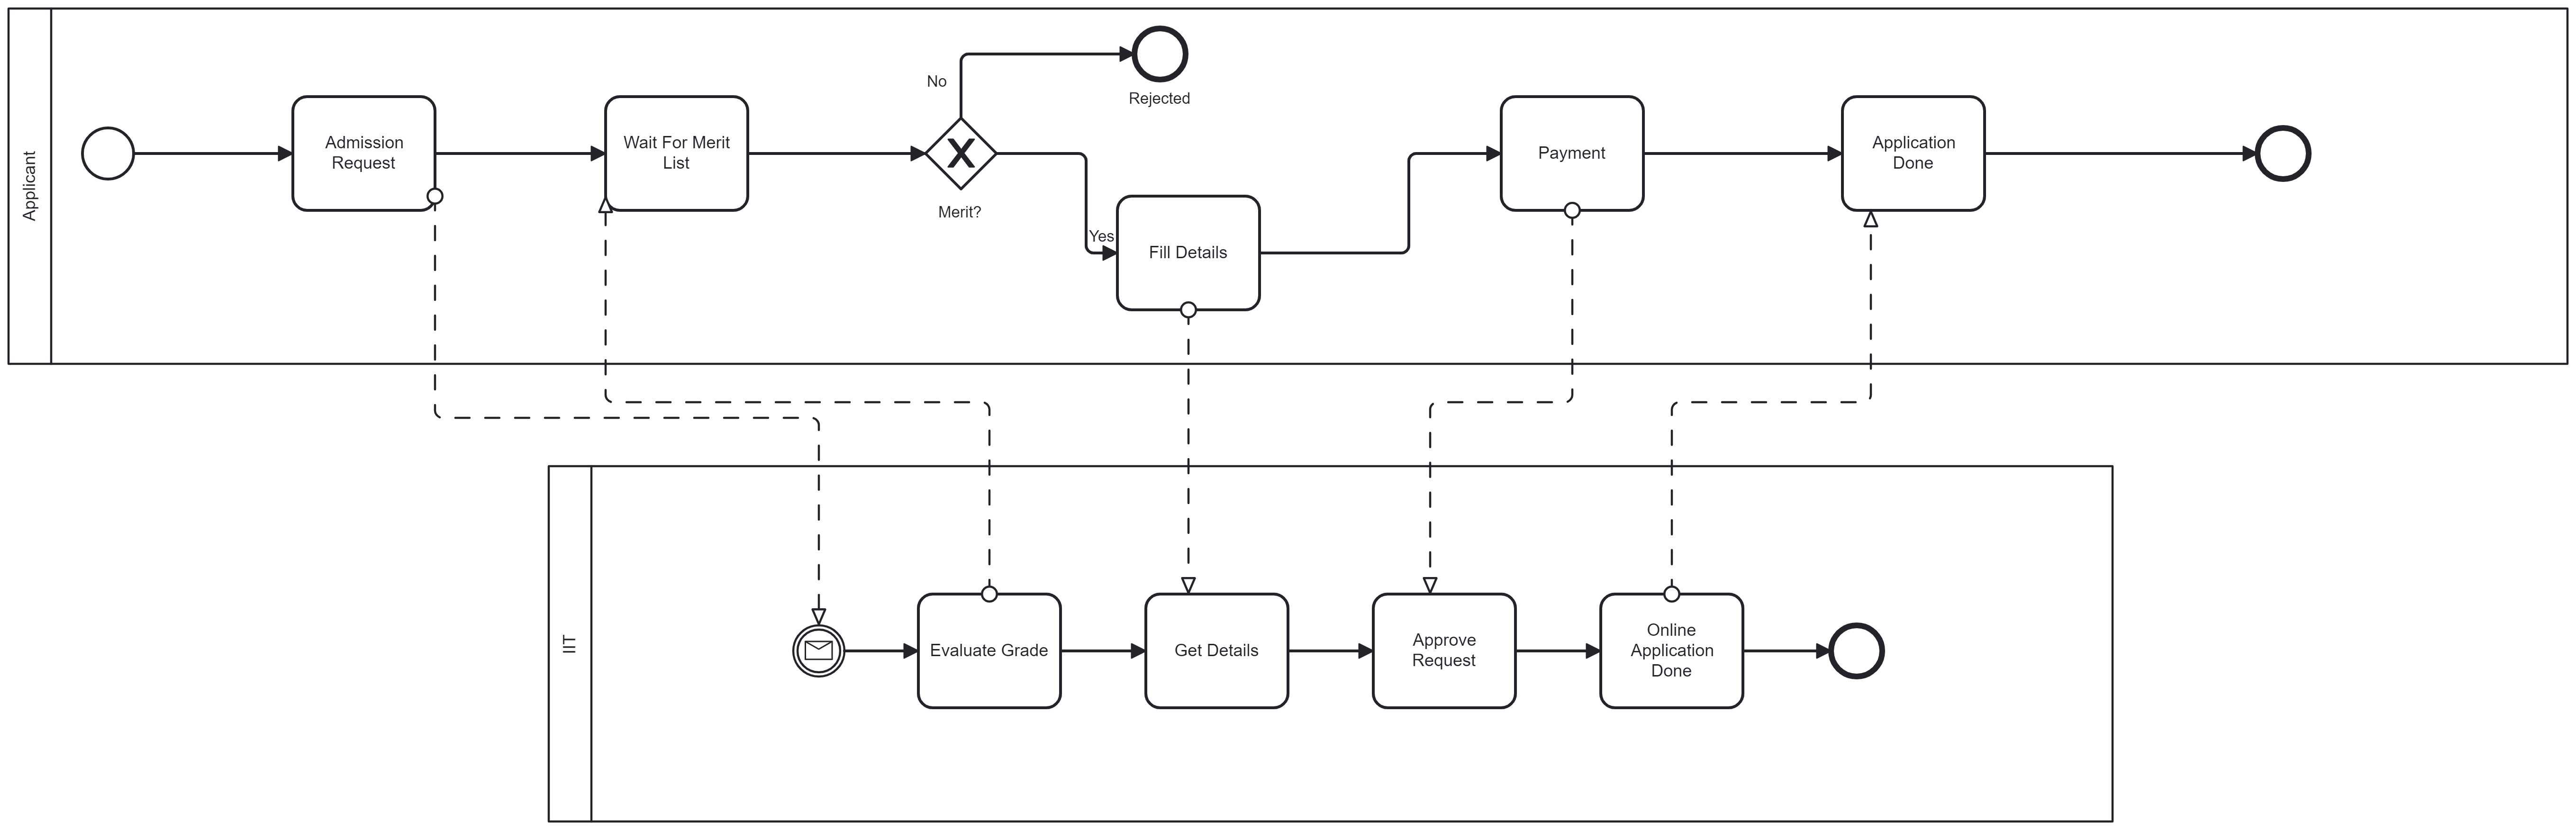 Applicant
Admission
Request
Wait For Merit
List
No
Merit?
Rejected
Yes
Fill Details
Payment
Application
Done
IIT
Evaluate Grade
Get Details
Approve
Request
Online
Application
Done